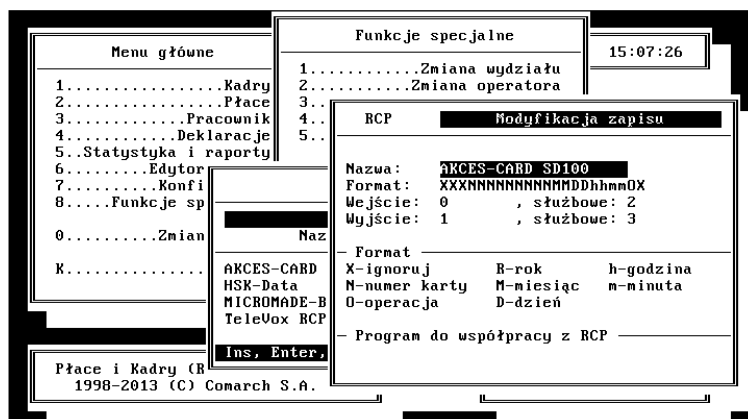 Menu główne
1.................Kadry
2.................Płace
3.............Pracownik
4............Deklaracje
5..Statystyka i raporty
6.........Edytor
7..........Konfi
8.....Funkcje sp
0..........Zmian
K...............
Funkcje specjalne
1............Zmiana wydziału
2...........Zmiana operatora
3..
4..
5..
15:07:26
Naz
AKCES-CARD
HSK-Data
MICROMADE-B
TeleVox RCP
Ins, Enter,
RCP Modyfikacja zapisu
Nazwa: AKCES-CARD SD100
Format: XXXNNNNNNNNNNMMDDhhmmOX
Wejście: 0 , służbowe: 2
Wyjście: 1 , służbowe: 3
Format
X-ignoruj R-rok h-godzina
N-numer karty M-miesiąc m-minuta
O-operacja D-dzień
Program do współpracy z RCP
Płace i Kadry (R
1998-2013 (C) Comarch S.A.